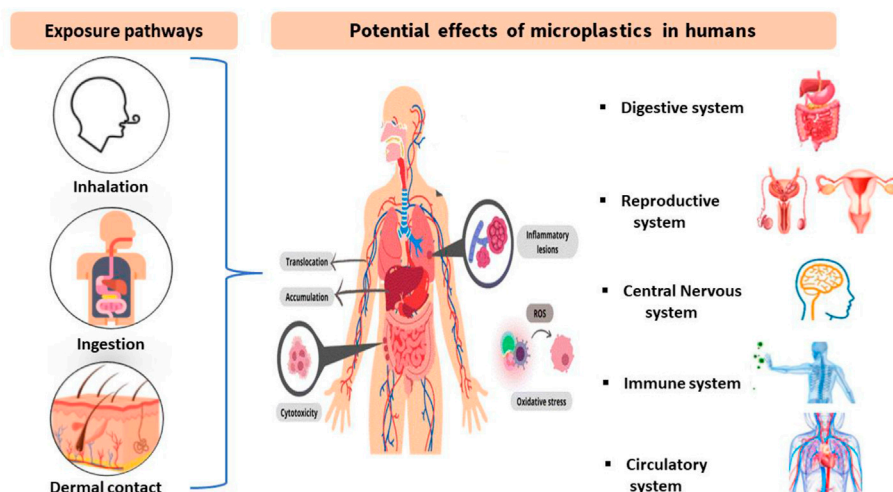 Exposure pathways
Inhalation
Ingestion
Dermal contact
Potential effects of microplastics in humans
Translocation
Accumulation
Cytotoxicity
Inflammatory
lesions
ROS
Oxidative stress
▪ Digestive system
▪ Reproductive
system
▪ Central Nervous
system
▪ Immune system
▪ Circulatory
system